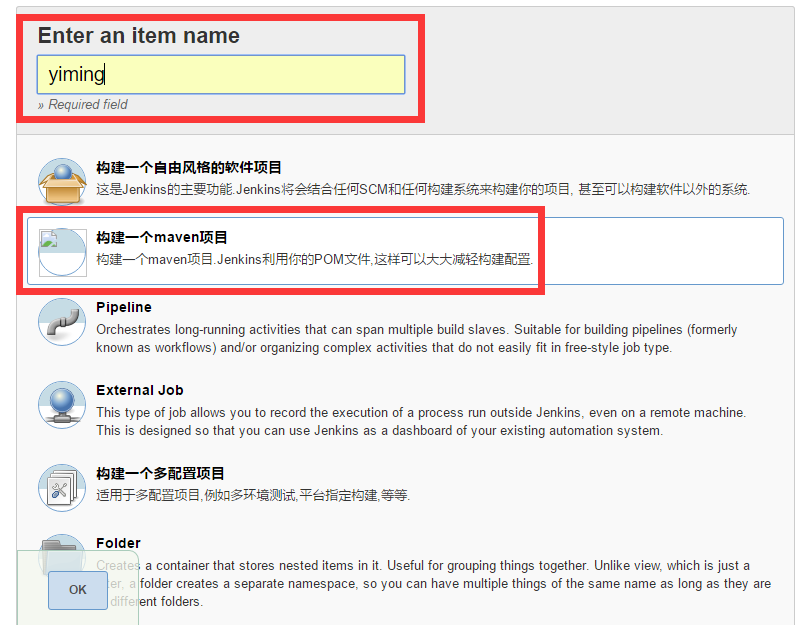 Enter an item name
yiming
» Required field
构建一个自由风格的软件项目
这是Jenkins的主要功能.Jenkins将会结合任何SCM和任何构建系统来构建你的项目, 甚至可以构建软件以外的系统.
构建一个maven项目
构建一个maven项目.Jenkins利用你的POM文件,这样可以大大减轻构建配置.
Pipeline
Orchestrates long-running activities that can span multiple build slaves. Suitable for building pipelines (formerly
known as workflows) and/or organizing complex activities that do not easily fit in free-style job type.
External Job
This type of job allows you to record the execution of a process run outside Jenkins, even on a remote machine.
This is designed so that you can use Jenkins as a dashboard of your existing automation system.
构建一个多配置项目
适用于多配置项目,例如多环境测试,平台指定构建,等等.
Folder
Creates a container that stores nested items in it. Useful for grouping things together. Unlike view, which is just a
a folder creates a separate namespace, so you can have multiple things of the same name as long as they are
different folders.
OK